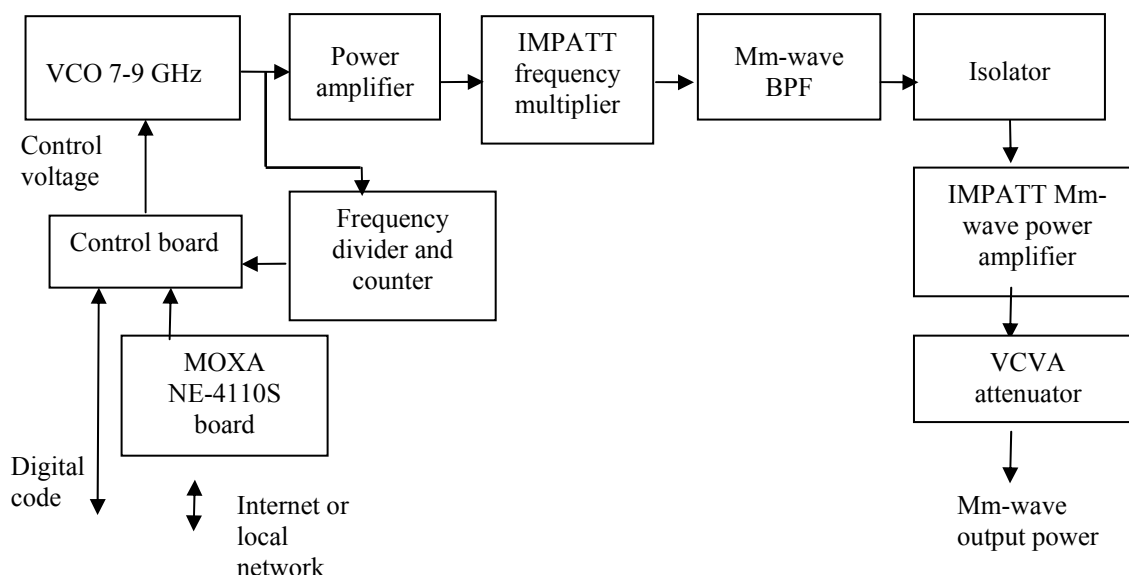 VCO 7-9 GHz
Power
amplifier
IMPATT
frequency
multiplier
Mm-wave
BPF
Isolator
Control
voltage
Control board
Frequency
divider and
counter
IMPATT Mm-
wave power
amplifier
MOXA
NE-4110S
board
VCVA
attenuator
Digital
code
Internet or
local
network
Mm-wave
output power